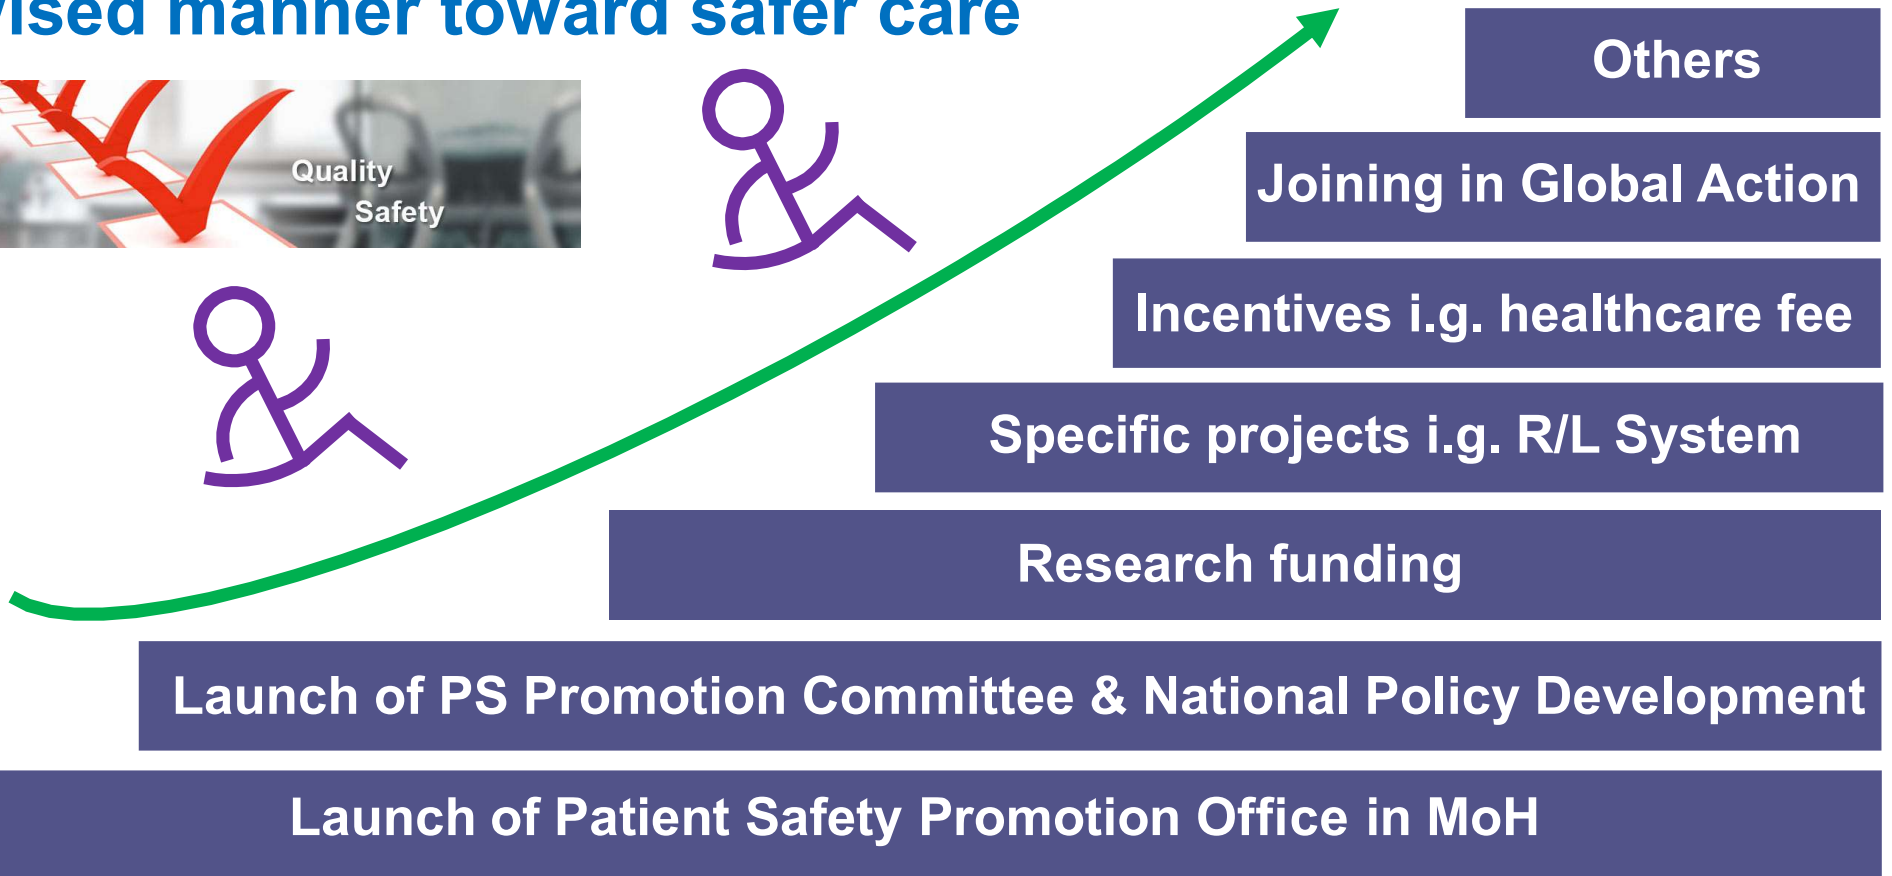 manner toward safer care
Quality
Safety
Others
Joining in Global Action
Incentives i.g. healthcare fee
Specific projects i.g. R/L System
Research funding
Launch of PS Promotion Committee & National Policy Development
Launch of Patient Safety Promotion Office in MoH